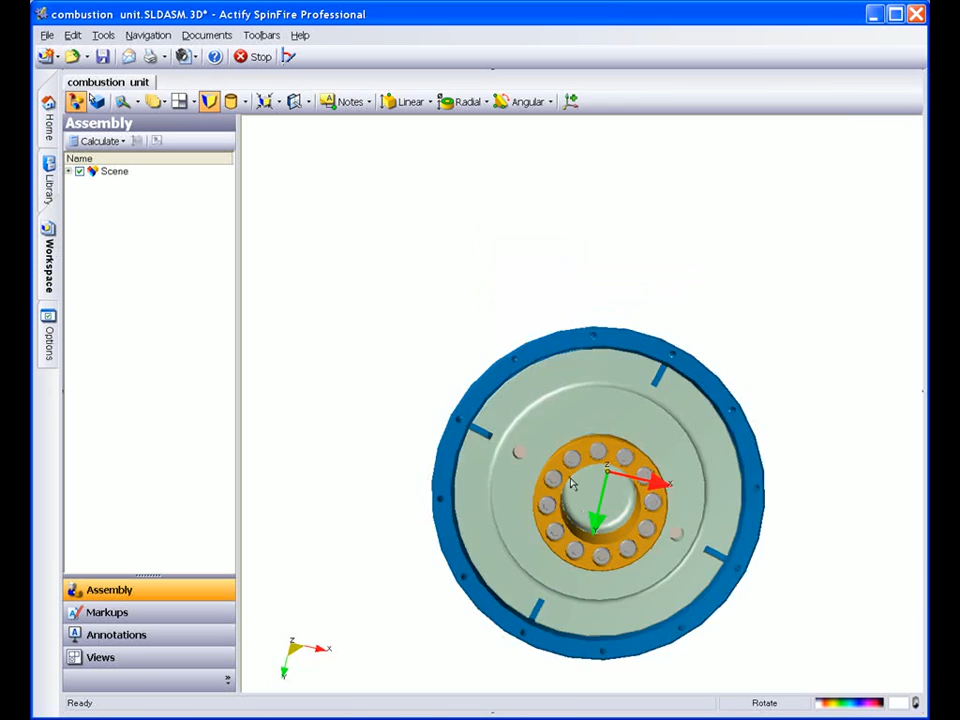 combustion unit.SLDASM.3D* - Actify SpinFire Professional
File Edit Tools Navigation Documents Toolbars Help
Stop
combustion unit
Notes Linear Radial Angular
Home
Library
Workspace
Options
Assembly
Calculate
Name
Scene
Z
X
Y
Z
X
Y
Assembly
Markups
Annotations
Views
Ready Rotate